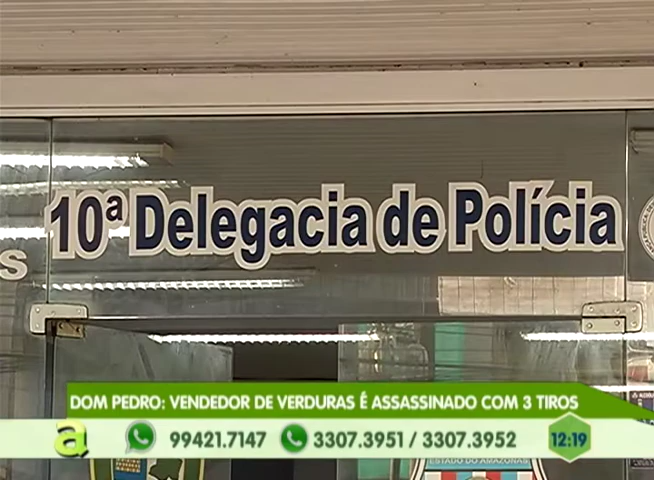 10ª Delegacia de Polícia
S
DOM PEDRO: VENDEDOR DE VERDURAS É ASSASSINADO COM 3 TIROS
a 99421.7147 3307.3951 / 3307.3952 12:19
ESTADO DO AMAZONAS